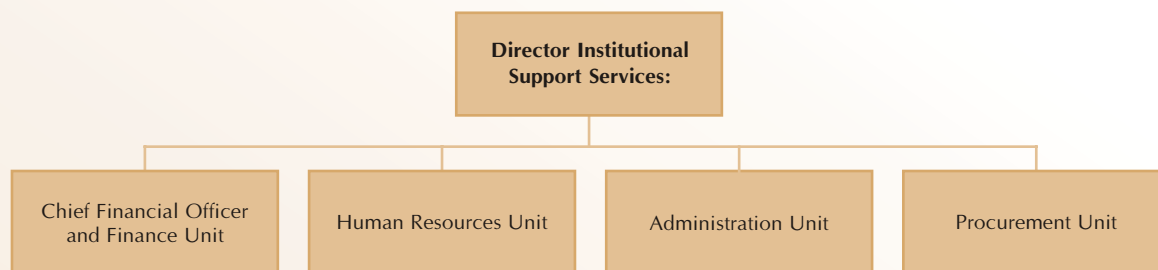 Director Institutional
Support Services:
Chief Financial Officer
and Finance Unit
Human Resources Unit
Administration Unit
Procurement Unit